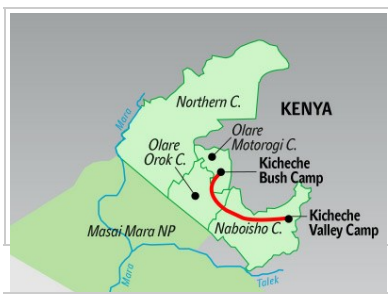 Mara
Northern C.
KENYA
Olare
Motorogi C.
Olare
Orok C.
Kicheche
Bush Camp
Kicheche
Valley Camp
Masai Mara NP
Naboisho C.
Mara
Talek